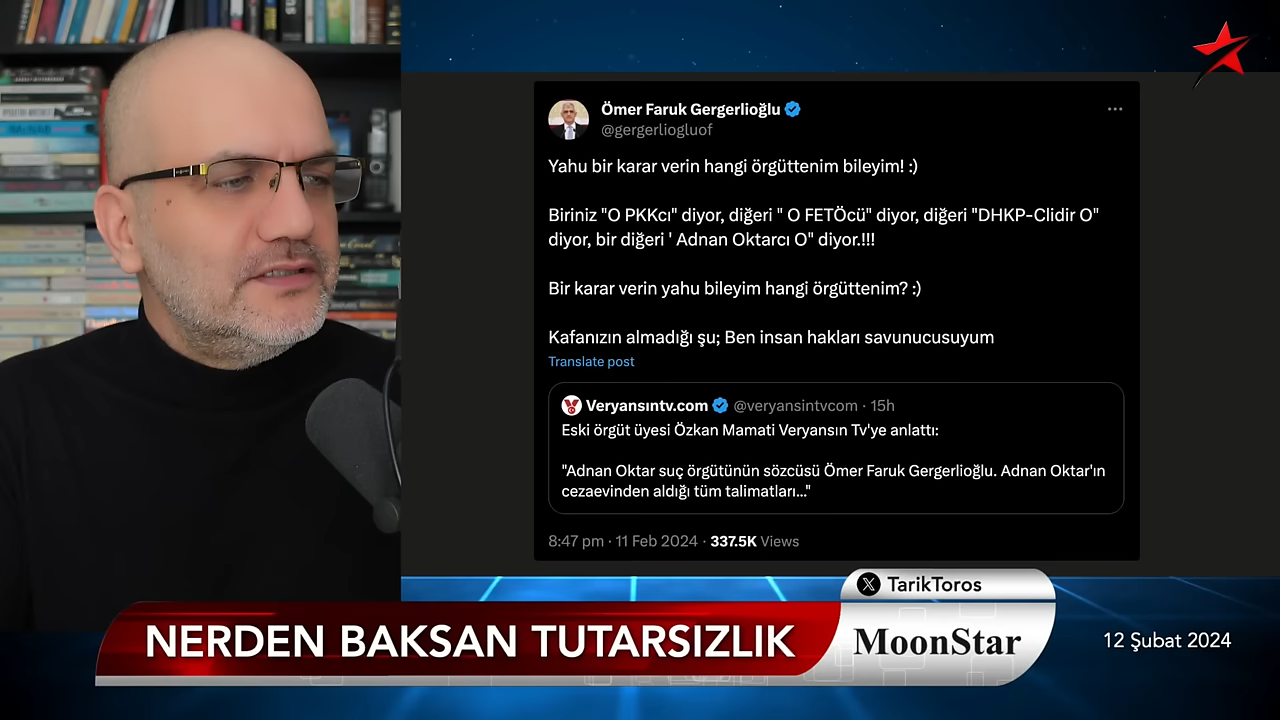 Ömer Faruk Gergerlioğlu
@gergerliogluof
Yahu bir karar verin hangi örgüttenim bileyim! :)
Biriniz "O PKKcı" diyor, diğeri " O FETÖcü" diyor, diğeri "DHKP-Clidir O"
diyor, bir diğeri ' Adnan Oktarcı O" diyor.!!!
Bir karar verin yahu bileyim hangi örgüttenim? :)
Kafanızın almadığı şu; Ben insan hakları savunucusuyum
Translate post
Veryansıntv.com @veryansintvcom · 15h
Eski örgüt üyesi Özkan Mamati Veryansın Tv'ye anlattı:
"Adnan Oktar suç örgütünün sözcüsü Ömer Faruk Gergerlioğlu. Adnan Oktar'ın
cezaevinden aldığı tüm talimatları..."
8:47 pm · 11 Feb 2024 · 337.5K Views
TarikToros
NERDEN BAKSAN TUTARSIZLIK
MoonStar
12 Şubat 2024